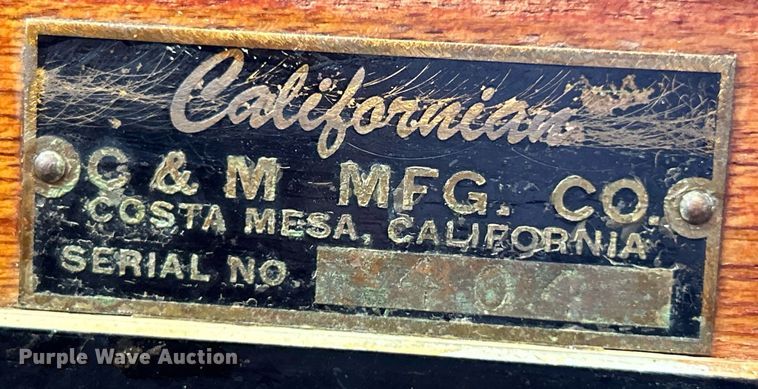 Californian
C & M MFG. CO.
COSTA MESA, CALIFORNIA
SERIAL NO.
Purple Wave Auction